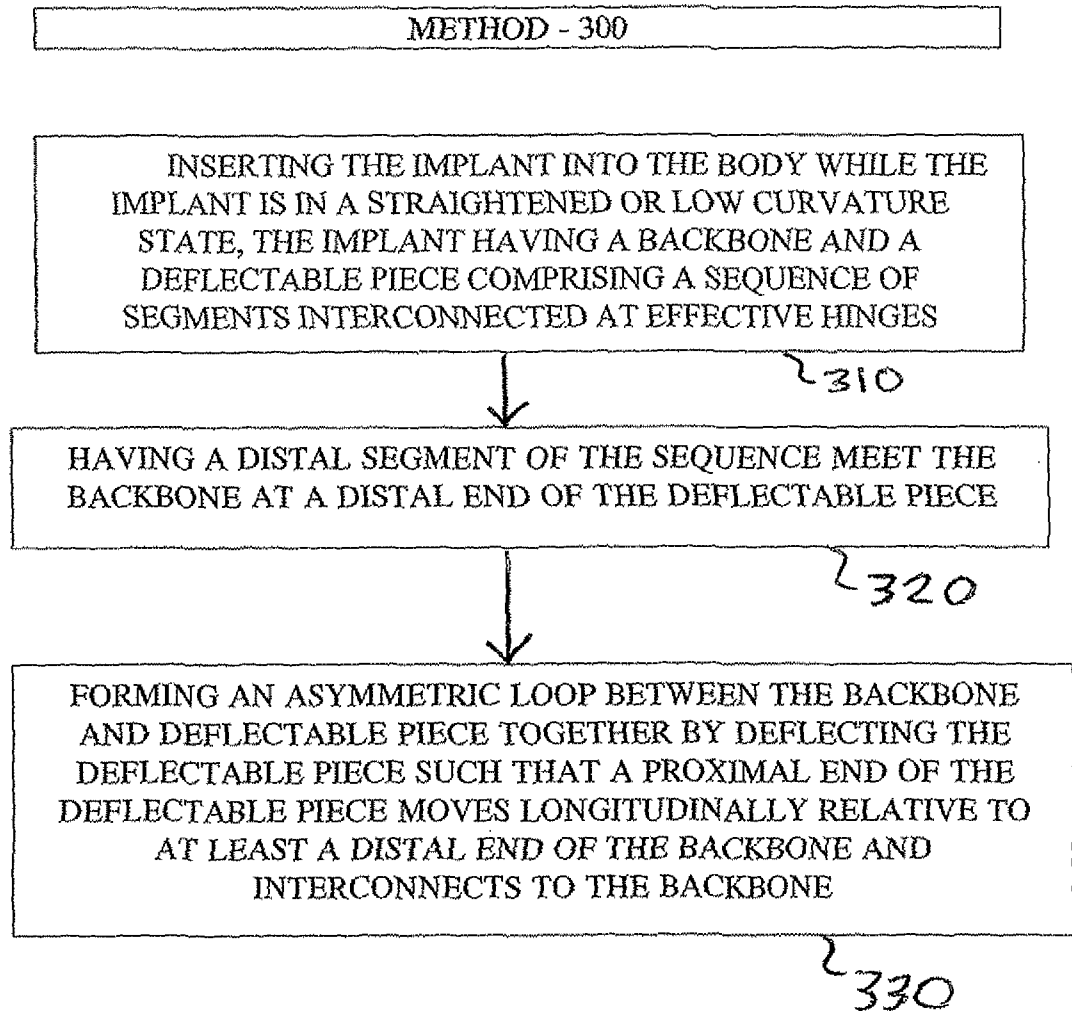 METHOD - 300
INSERTING THE IMPLANT INTO THE BODY WHILE THE
IMPLANT IS IN A STRAIGHTENED OR LOW CURVATURE
STATE, THE IMPLANT HAVING A BACKBONE AND A
DEFLECTABLE PIECE COMPRISING A SEQUENCE OF
SEGMENTS INTERCONNECTED AT EFFECTIVE HINGES
310
HAVING A DISTAL SEGMENT OF THE SEQUENCE MEET THE
BACKBONE AT A DISTAL END OF THE DEFLECTABLE PIECE
320
FORMING AN ASYMMETRIC LOOP BETWEEN THE BACKBONE
AND DEFLECTABLE PIECE TOGETHER BY DEFLECTING THE
DEFLECTABLE PIECE SUCH THAT A PROXIMAL END OF THE
DEFLECTABLE PIECE MOVES LONGITUDINALLY RELATIVE TO
AT LEAST A DISTAL END OF THE BACKBONE AND
INTERCONNECTS TO THE BACKBONE
330